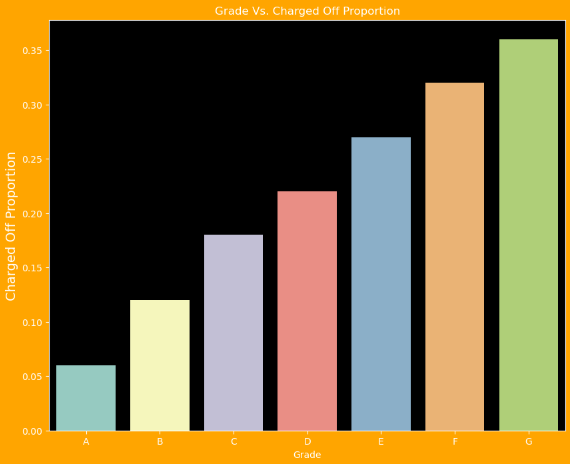 Grade Vs. Charged Off Proportion
Charged Off Proportion
0.35
0.30
0.25
0.20
0.15
0.10
0.05
0.00
A B C D E F G
Grade